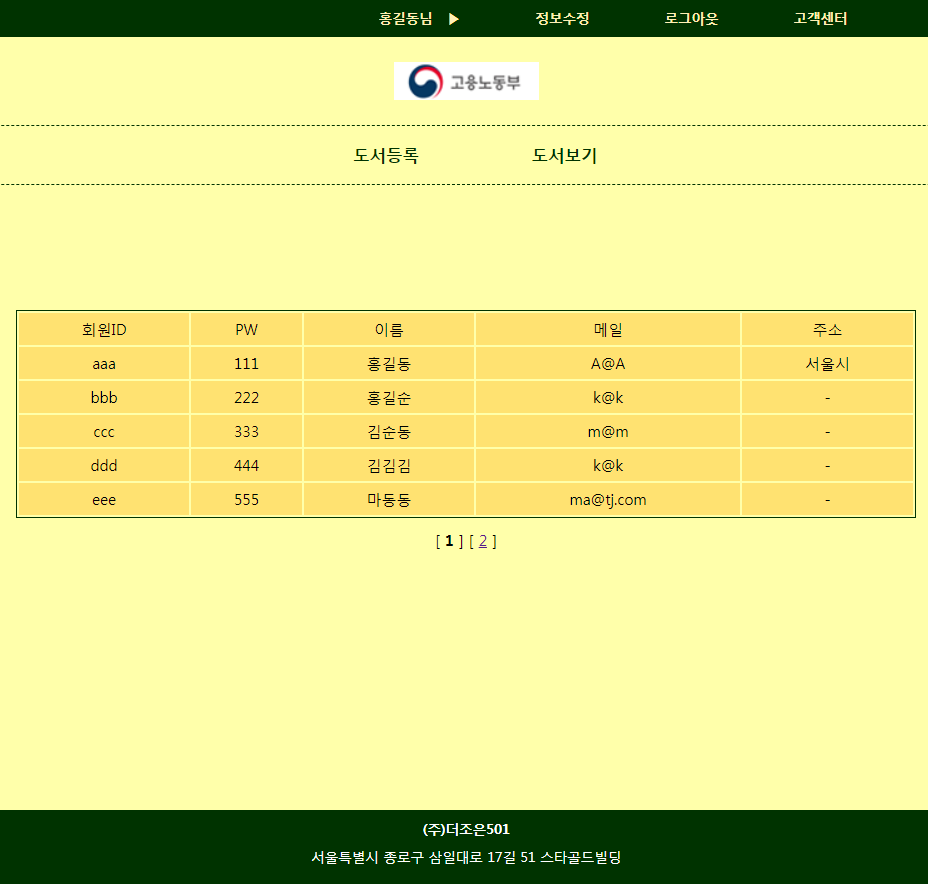 홍길동님 ▶ 정보수정 로그아웃 고객센터
고용노동부
도서등록 도서보기
회원ID PW 이름 메일 주소
aaa 111 홍길동 A@A 서울시
bbb 222 홍길순 k@k -
ccc 333 김순동 m@m -
ddd 444 김김김 k@k -
eee 555 마동동 ma@tj.com -
[ 1 ] [ 2 ]
(주)더조은501
서울특별시 종로구 삼일대로 17길 51 스타골드빌딩